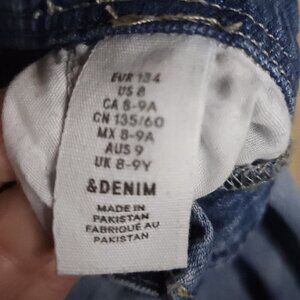 EUR 134
US 8
CA 8-9A
CN 135/60
MX 8-9A
AUS 9
UK 8-9Y
&DENIM
MADE IN
PAKISTAN
FABRIQUÉ AU
PAKISTAN